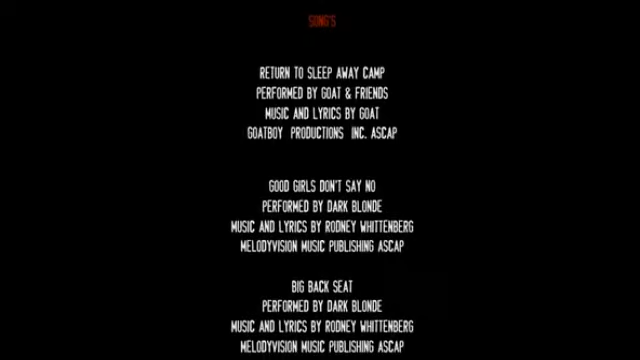 SONG'S
RETURN TO SLEEP AWAY CAMP
PERFORMED BY GOAT & FRIENDS
MUSIC AND LYRICS BY GOAT
GOATBOY PRODUCTIONS INC. ASCAP
GOOD GIRLS DON'T SAY NO
PERFORMED BY DARK BLONDE
MUSIC AND LYRICS BY RODNEY WHITTENBERG
MELODYVISION MUSIC PUBLISHING ASCAP
BIG BACK SEAT
PERFORMED BY DARK BLONDE
MUSIC AND LYRICS BY RODNEY WHITTENBERG
MELODYVISION MUSIC PUBLISHING ASCAP